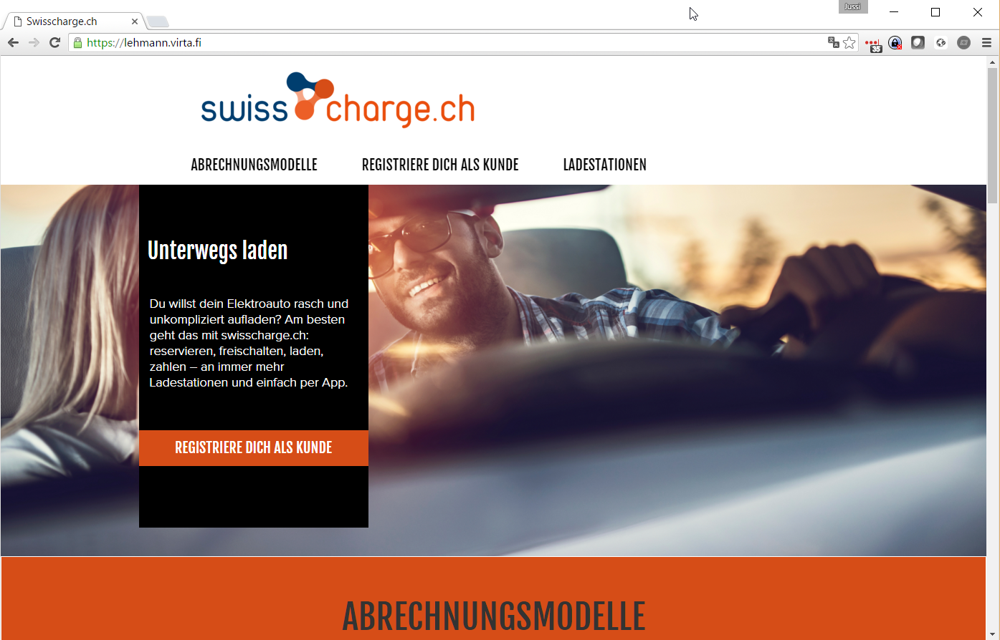 Jussi
Swisscharge.ch
https://lehmann.virta.fi
35
swiss charge.ch
ABRECHNUNGSMODELLE REGISTRIERE DICH ALS KUNDE LADESTATIONEN
Unterwegs laden
Du willst dein Elektroauto rasch und
unkompliziert aufladen? Am besten
geht das mit swisscharge.ch:
reservieren, freischalten, laden,
zahlen – an immer mehr
Ladestationen und einfach per App.
REGISTRIERE DICH ALS KUNDE
ABRECHNUNGSMODELLE